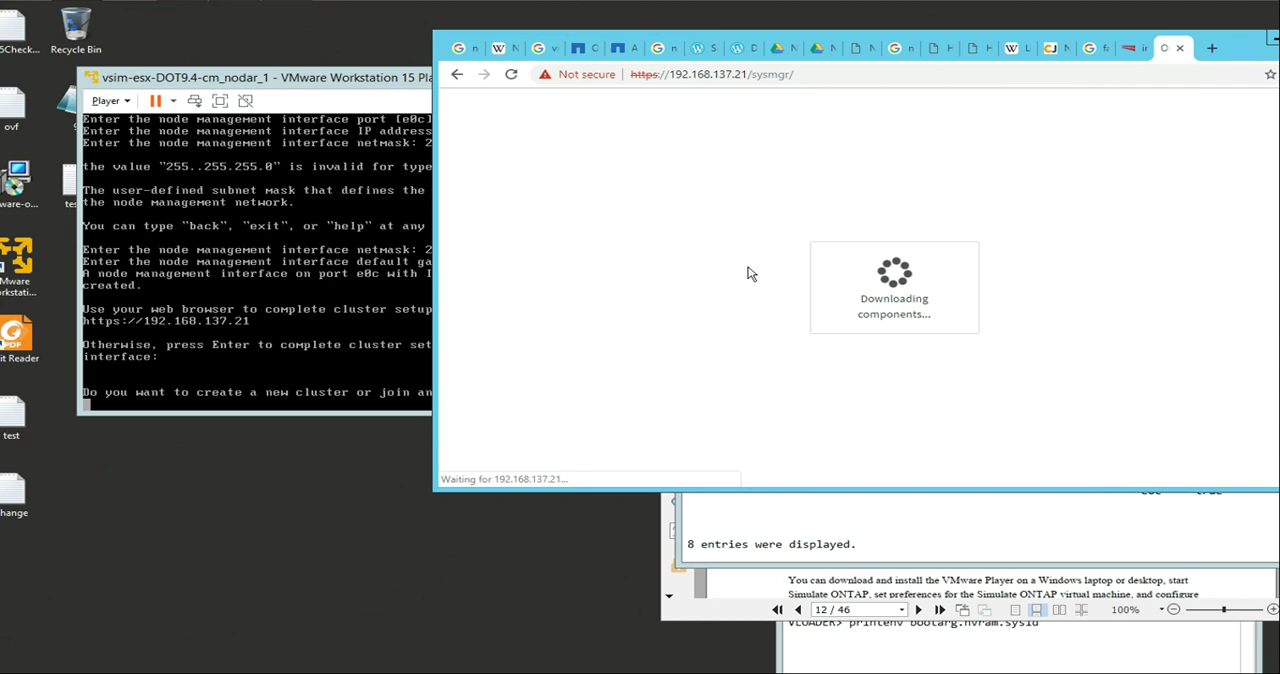 5Check...
Recycle Bin
ovf
ware-o...
tes
Mware
orkstati...
it Reader
test
hange
vsim-esx-DOT9.4-cm_nodar_1 - VMware Workstation 15 Pla
Player
Enter the node management interface port [e0c]
Enter the node management interface IP address
Enter the node management interface netmask: 2
the value "255..255.255.0" is invalid for type
The user-defined subnet mask that defines the
the node management network.
You can type "back", "exit", or "help" at any
Enter the node management interface netmask: 2
Enter the node management interface default ga
A node management interface on port e0c with I
created.
Use your web browser to complete cluster setup
https://192.168.137.21
Otherwise, press Enter to complete cluster set
interface:
Do you want to create a new cluster or join an
Not secure https://192.168.137.21/sysmgr/
Downloading
components...
Waiting for 192.168.137.21...
8 entries were displayed.
You can download and install the VMware Player on a Windows laptop or desktop, start
Simulate ONTAP, set preferences for the Simulate ONTAP virtual machine, and configure
12 / 46
100%
VLOADER> printenv bootarg.nvram.sysid